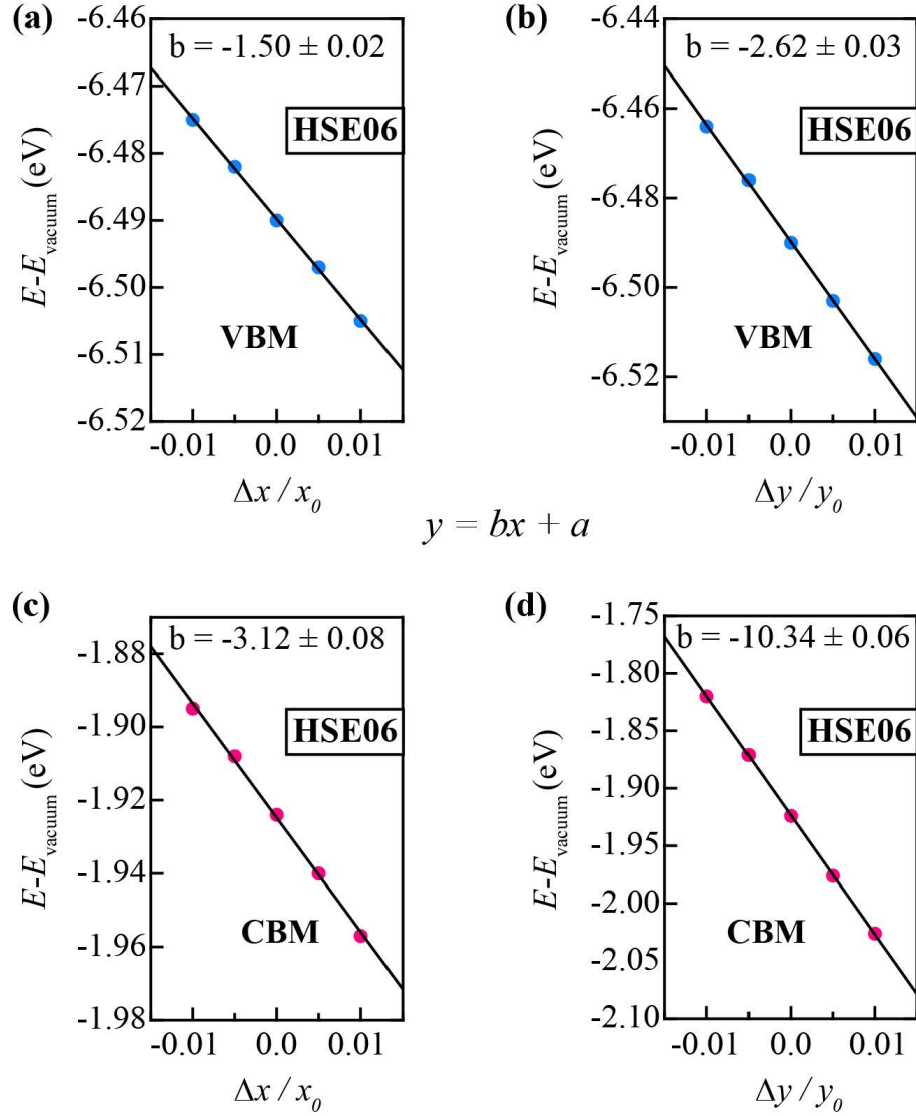 (a)
b = -1.50 ± 0.02
HSE06
VBM
E-E_vacuum (eV)
-6.46
-6.47
-6.48
-6.49
-6.50
-6.51
-6.52
-0.01 0.0 0.01
Δx / x₀
(b)
b = -2.62 ± 0.03
HSE06
VBM
E-E_vacuum (eV)
-6.44
-6.46
-6.48
-6.50
-6.52
-0.01 0.0 0.01
Δy / y₀
y = bx + a
(c)
b = -3.12 ± 0.08
HSE06
CBM
E-E_vacuum (eV)
-1.88
-1.90
-1.92
-1.94
-1.96
-1.98
-0.01 0.0 0.01
Δx / x₀
(d)
b = -10.34 ± 0.06
HSE06
CBM
E-E_vacuum (eV)
-1.75
-1.80
-1.85
-1.90
-1.95
-2.00
-2.05
-2.10
-0.01 0.0 0.01
Δy / y₀